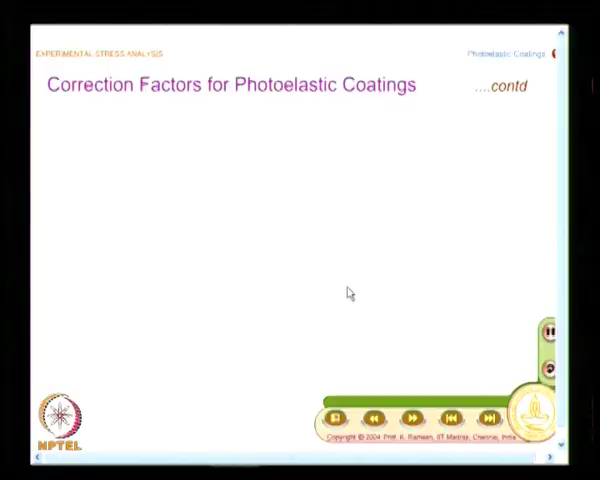 EXPERIMENTAL STRESS ANALYSIS
Photoelastic Coatings
Correction Factors for Photoelastic Coatings
....contd
NPTEL
Copyright © 2004 Prof. K. Ramesh, IIT Madras, Chennai, India